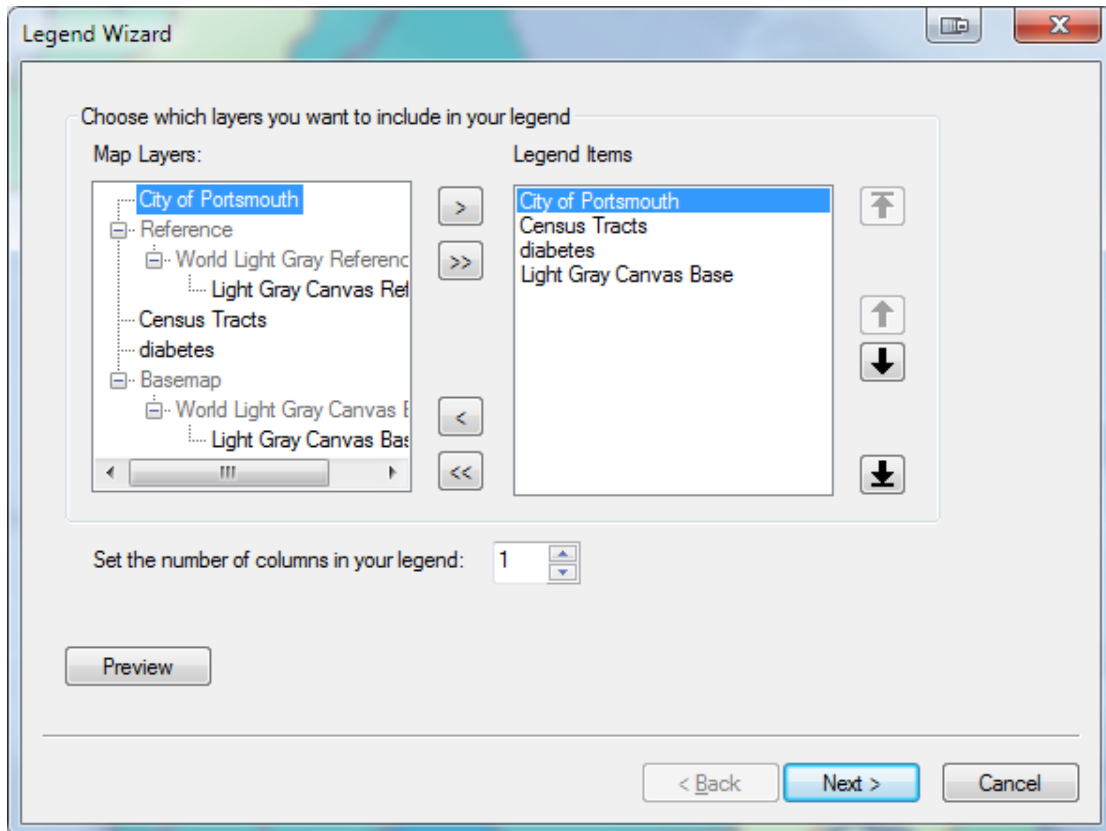 Legend Wizard
X
Choose which layers you want to include in your legend
Map Layers:
Legend Items
City of Portsmouth
Reference
World Light Gray Referenc
Light Gray Canvas Ref
Census Tracts
diabetes
Basemap
World Light Gray Canvas B
Light Gray Canvas Bas
>
>>
<
<<
City of Portsmouth
Census Tracts
diabetes
Light Gray Canvas Base
Set the number of columns in your legend: 1
Preview
< Back
Next >
Cancel